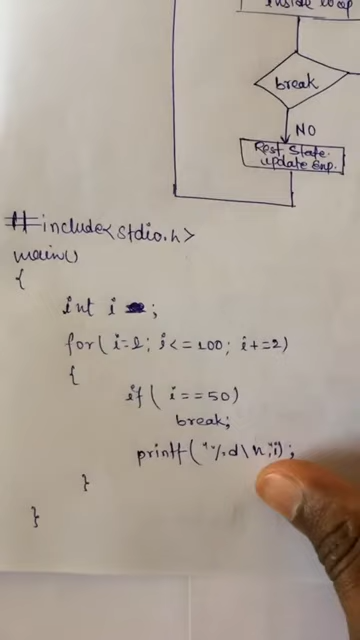 inside loop
break
NO
Rest State.
update Exp.
#include<stdio.h>
main()
{
int i ;
for( i=2; i<=100; i+=2)
{
if( i==50)
break;
printf("%d\n",i);
}
}